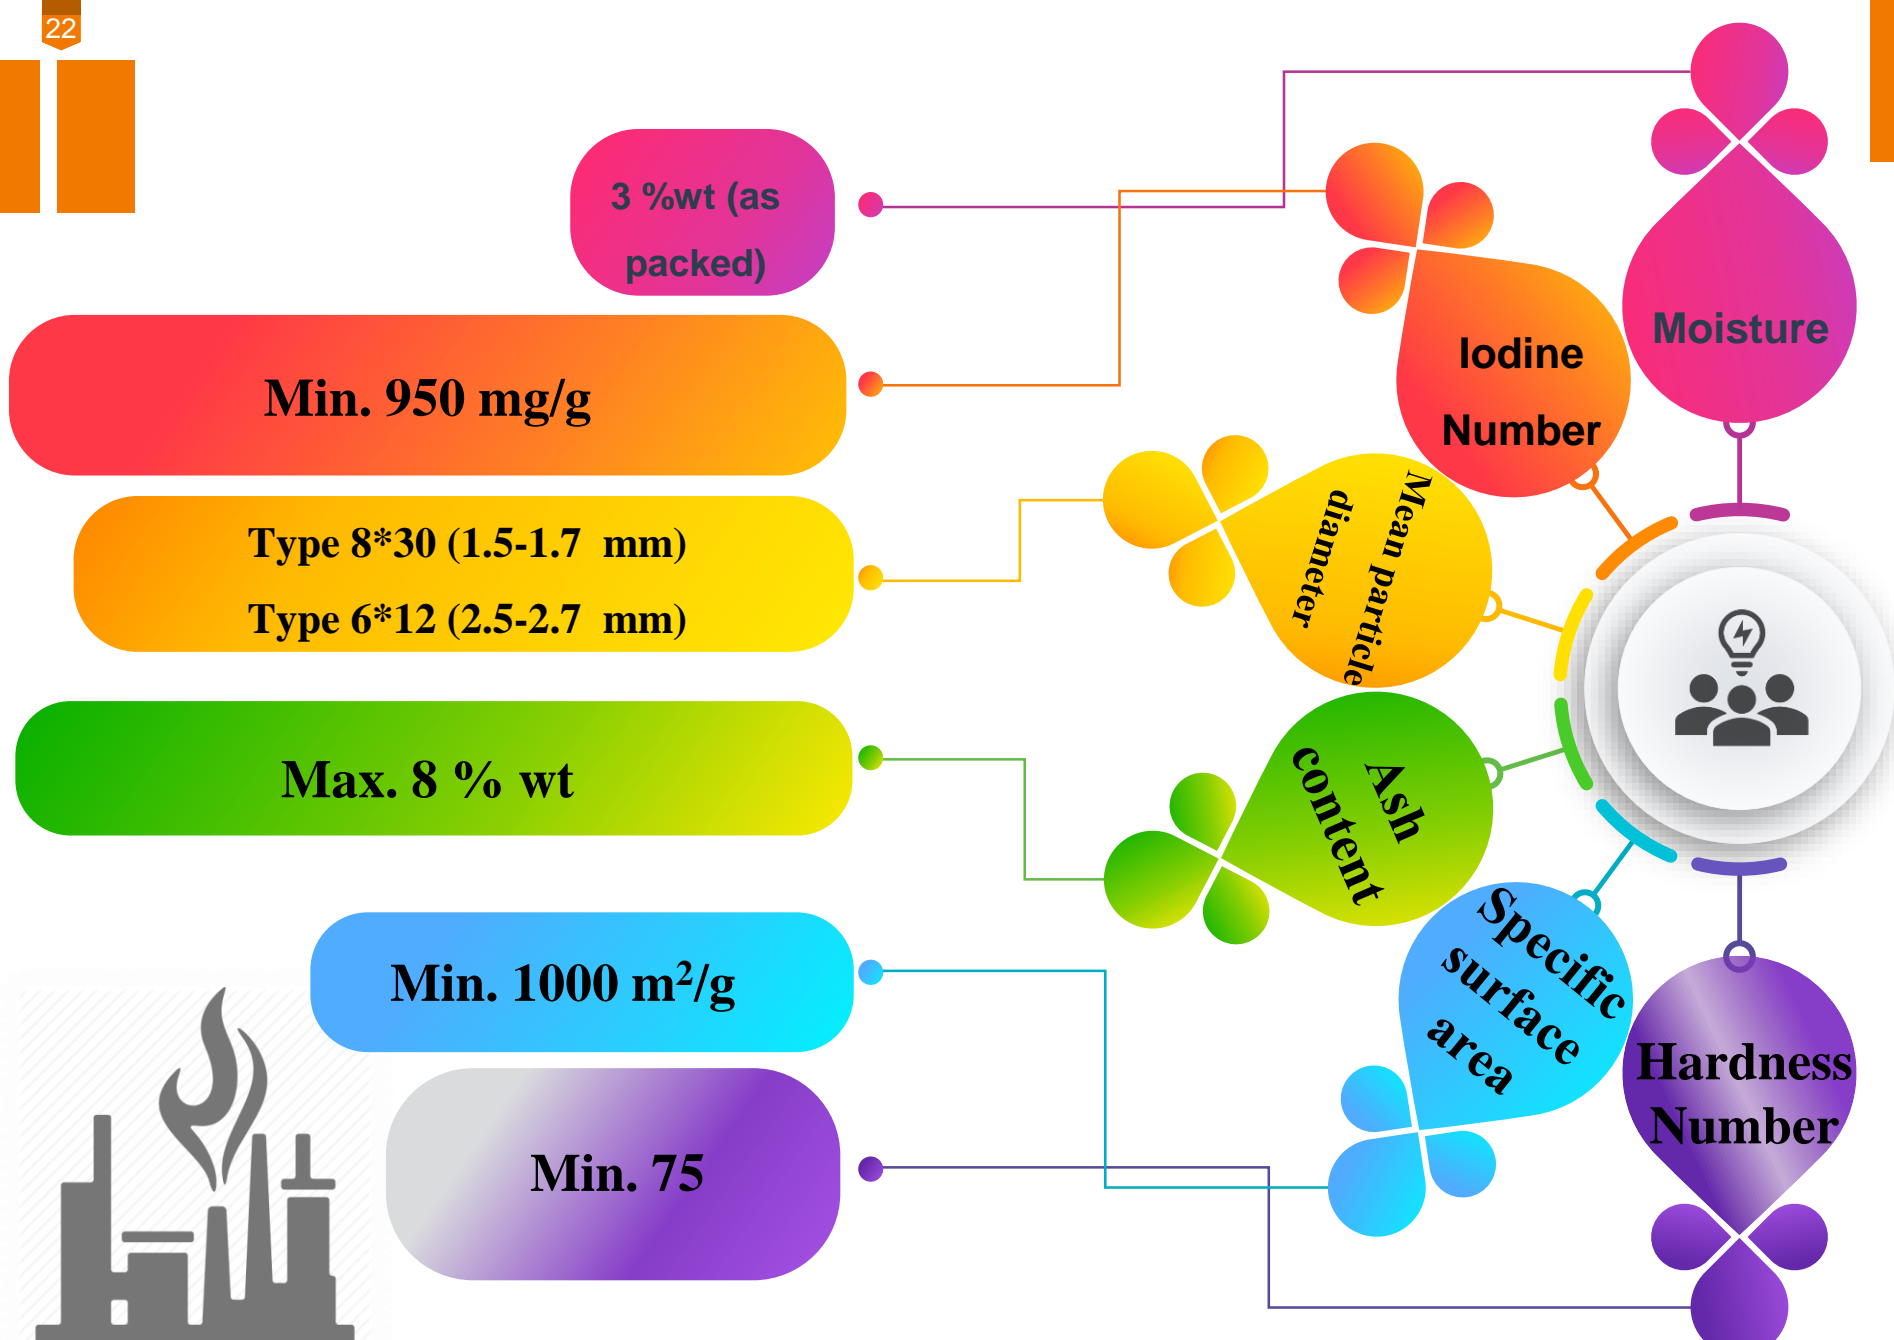 22
3 %wt (as
packed)
Moisture
Min. 950 mg/g
Iodine
Number
Type 8*30 (1.5-1.7  mm)
Type 6*12 (2.5-2.7  mm)
Mean particle
diameter
Max. 8 % wt
Ash
content
Min. 1000 m²/g
Specific
surface
area
Min. 75
Hardness
Number